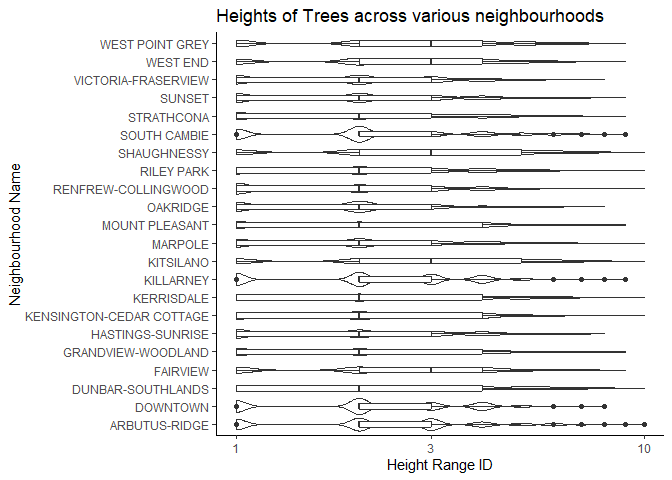 Heights of Trees across various neighbourhoods
WEST POINT GREY
WEST END
VICTORIA-FRASERVIEW
SUNSET
STRATHCONA
SOUTH CAMBIE
SHAUGHNESSY
RILEY PARK
RENFREW-COLLINGWOOD
OAKRIDGE
MOUNT PLEASANT
MARPOLE
KITSILANO
KILLARNEY
KERRISDALE
KENSINGTON-CEDAR COTTAGE
HASTINGS-SUNRISE
GRANDVIEW-WOODLAND
FAIRVIEW
DUNBAR-SOUTHLANDS
DOWNTOWN
ARBUTUS-RIDGE
Neighbourhood Name
1 3 10
Height Range ID